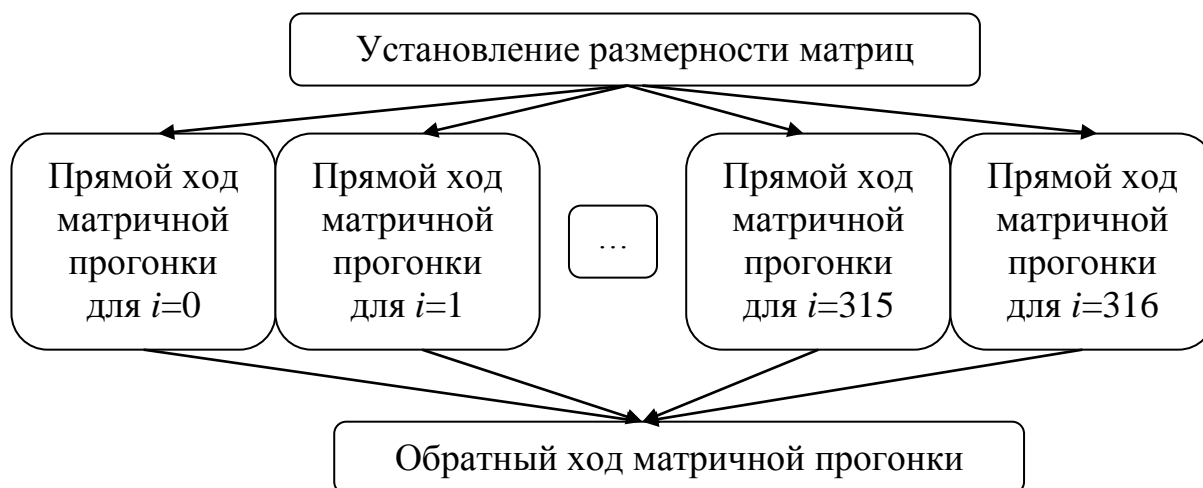 Установление размерности матриц
Прямой ход
матричной
прогонки
для i=0
Прямой ход
матричной
прогонки
для i=1
...
Прямой ход
матричной
прогонки
для i=315
Прямой ход
матричной
прогонки
для i=316
Обратный ход матричной прогонки